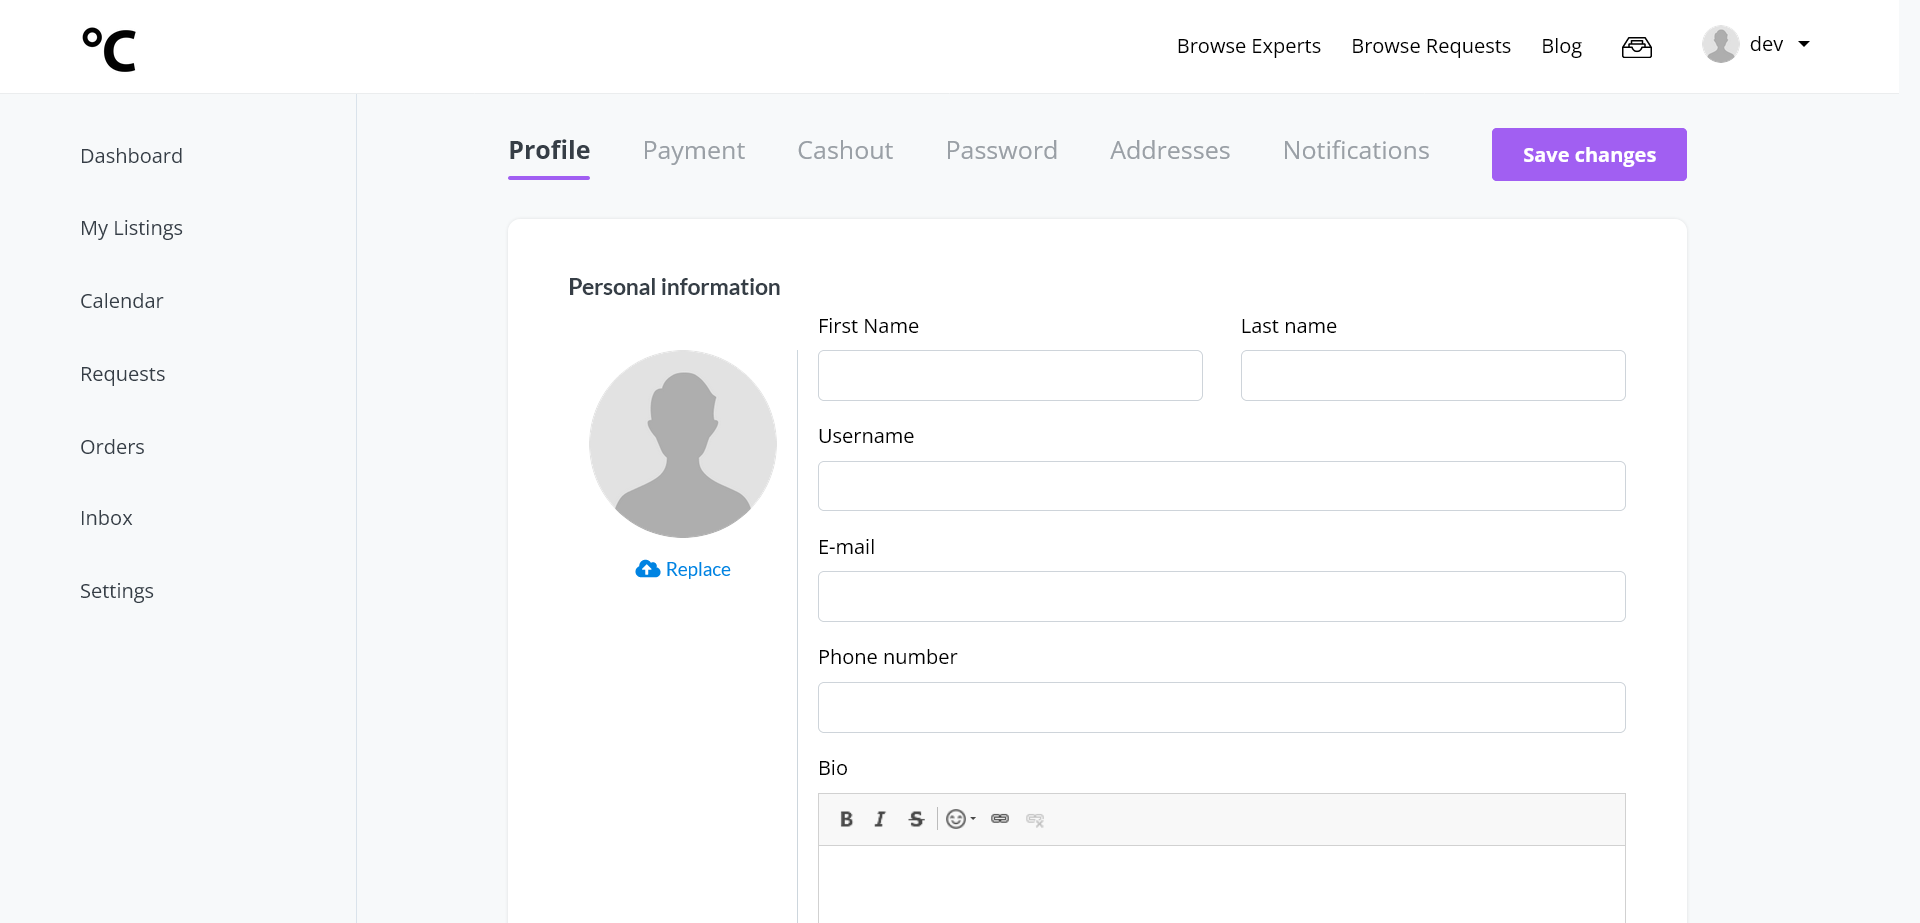 °C
Browse Experts Browse Requests Blog dev
Dashboard
My Listings
Calendar
Requests
Orders
Inbox
Settings
Profile Payment Cashout Password Addresses Notifications Save changes
Personal information
First Name Last name
Replace
Username
E-mail
Phone number
Bio
B I S